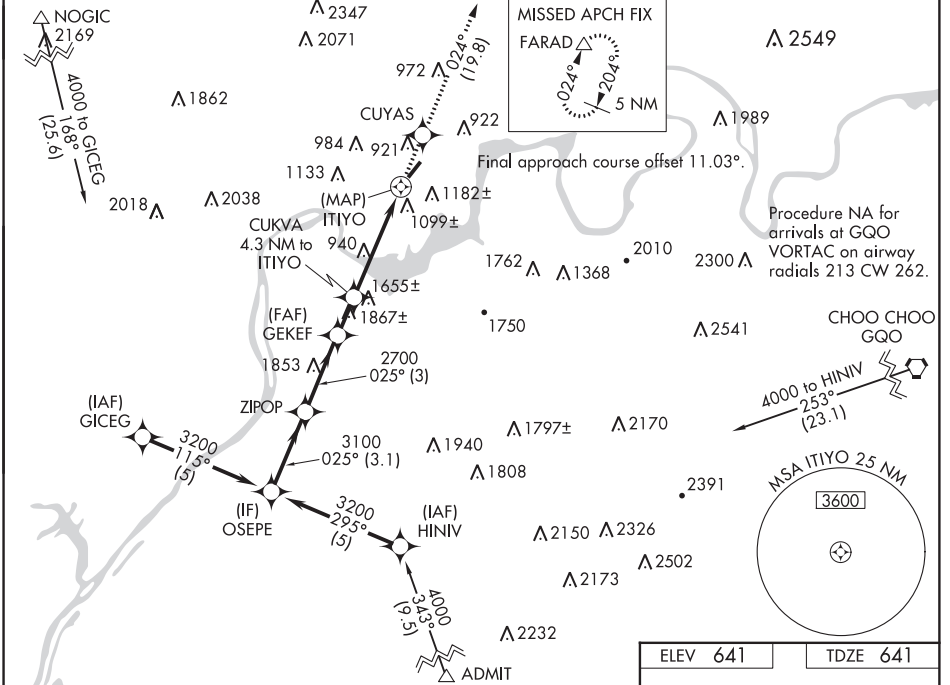 NOGIC
2169
4000 to GICEG
168°
(25.6)
2347
2071
1862
972
024°
(19.8)
MISSED APCH FIX
FARAD
024°
204°
5 NM
2549
CUYAS
922
984
921
1989
Final approach course offset 11.03°.
1133
(MAP)
ITIYO
1182±
1099±
2018
2038
CUKVA
4.3 NM to
ITIYO
940
Procedure NA for
arrivals at GQO
VORTAC on airway
radials 213 CW 262.
1762
1368
2010
2300
1655±
1867±
(FAF)
GEKEF
1750
2541
CHOO CHOO
GQO
1853
2700
025° (3)
4000 to HINIV
253°
(23.1)
ZIPOP
(IAF)
GICEG
3200
115°
(5)
3100
025° (3.1)
1940
1797±
2170
1808
MSA ITIYO 25 NM
3600
2391
(IF)
OSEPE
3200
295°
(5)
(IAF)
HINIV
2150
2326
2502
2173
4000
343°
(9.5)
2232
ADMIT
ELEV 641
TDZE 641